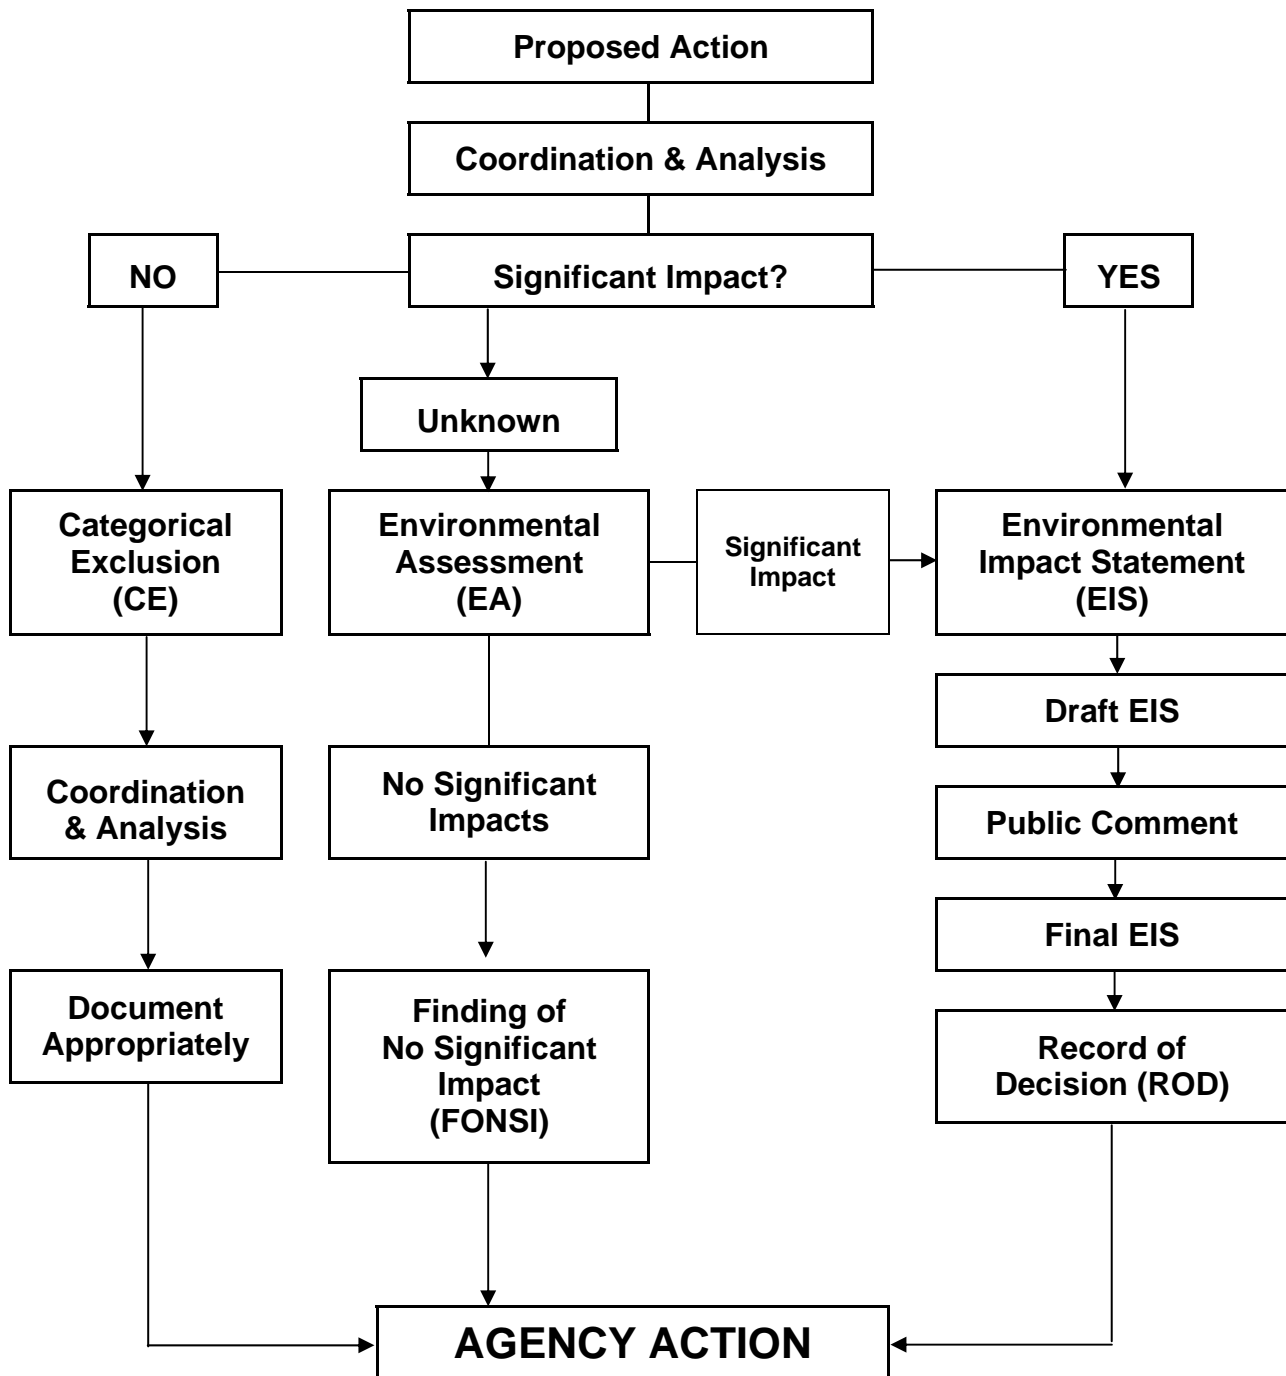 Proposed Action
Coordination & Analysis
NO
Significant Impact?
YES
Unknown
Categorical
Exclusion
(CE)
Environmental
Assessment
(EA)
Significant
Impact
Environmental
Impact Statement
(EIS)
Draft EIS
Coordination
& Analysis
No Significant
Impacts
Public Comment
Final EIS
Document
Appropriately
Finding of
No Significant
Impact
(FONSI)
Record of
Decision (ROD)
AGENCY ACTION